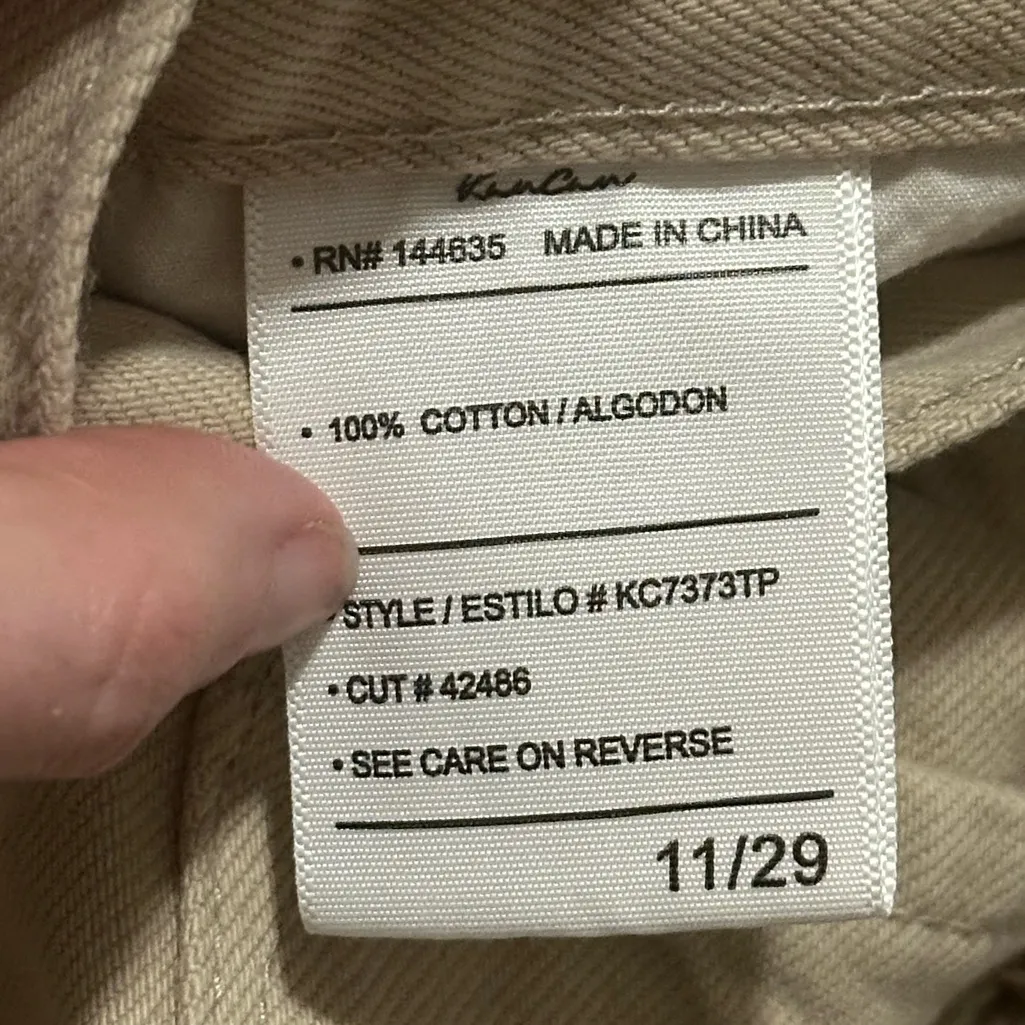 KanCan
• RN# 144635 MADE IN CHINA
• 100% COTTON / ALGODON
• STYLE / ESTILO # KC7373TP
• CUT # 42486
• SEE CARE ON REVERSE
11/29